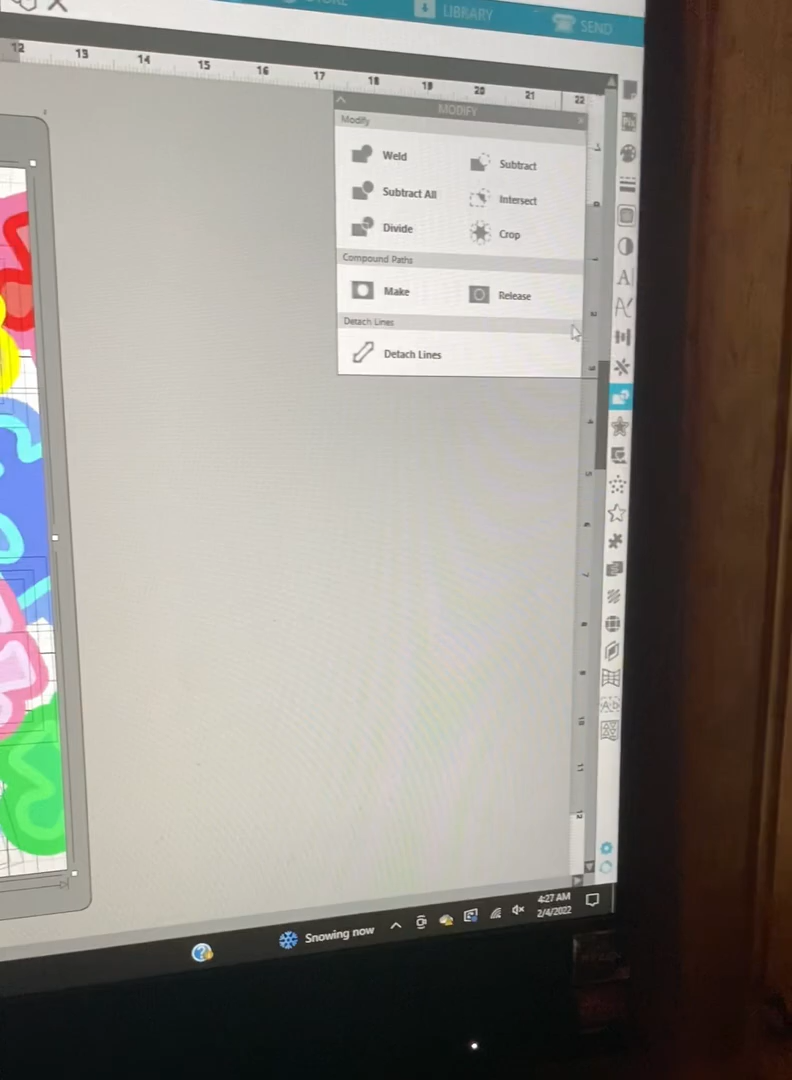 LIBRARY
SEND
12 13 14 15 16 17 18 19 20 21 22
MODIFY
Modify
Weld Subtract
Subtract All Intersect
Divide Crop
Compound Paths
Make Release
Detach Lines
Detach Lines
Snowing now
4:27 AM
2/4/2022